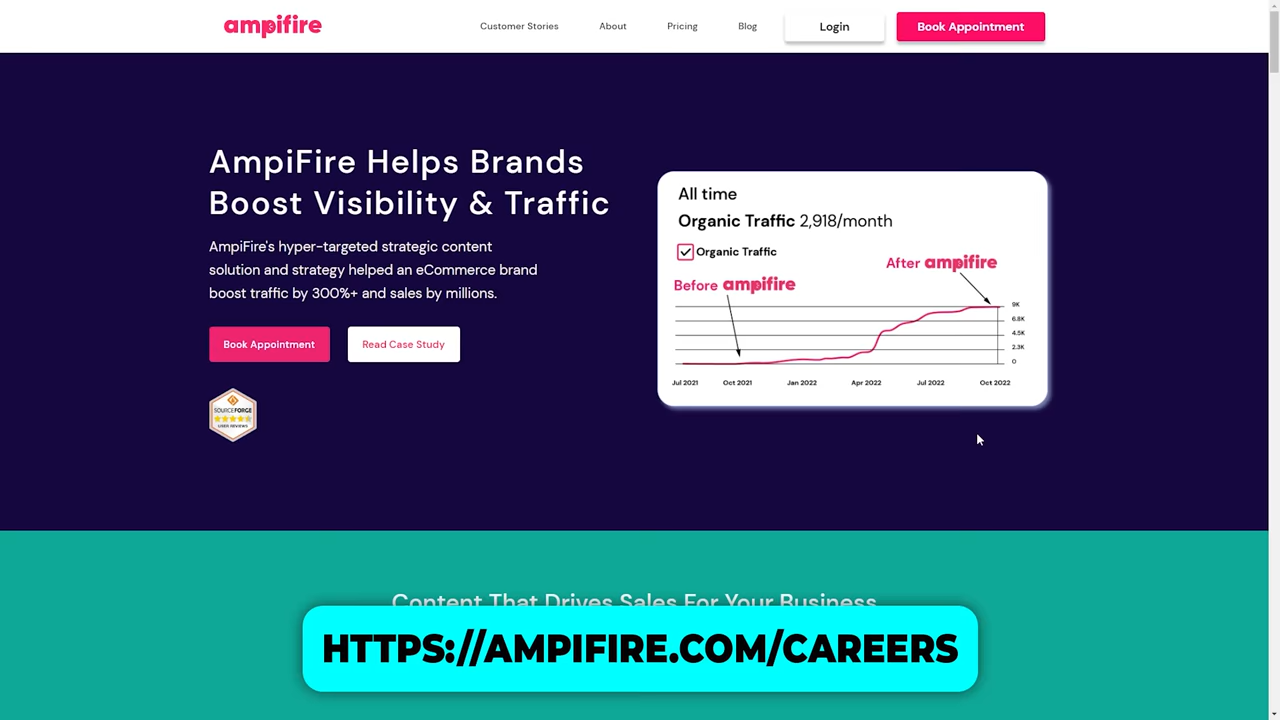 ampifire
Customer Stories
About
Pricing
Blog
Login
Book Appointment
AmpiFire Helps Brands
Boost Visibility & Traffic
AmpiFire's hyper-targeted strategic content
solution and strategy helped an eCommerce brand
boost traffic by 300%+ and sales by millions.
Book Appointment
Read Case Study
SOURCEFORGE
USER REVIEWS
All time
Organic Traffic 2,918/month
Organic Traffic
Before ampifire
After ampifire
9K
6.8K
4.5K
2.3K
0
Jul 2021
Oct 2021
Jan 2022
Apr 2022
Jul 2022
Oct 2022
Content That Drives Sales For Your Business
HTTPS://AMPIFIRE.COM/CAREERS